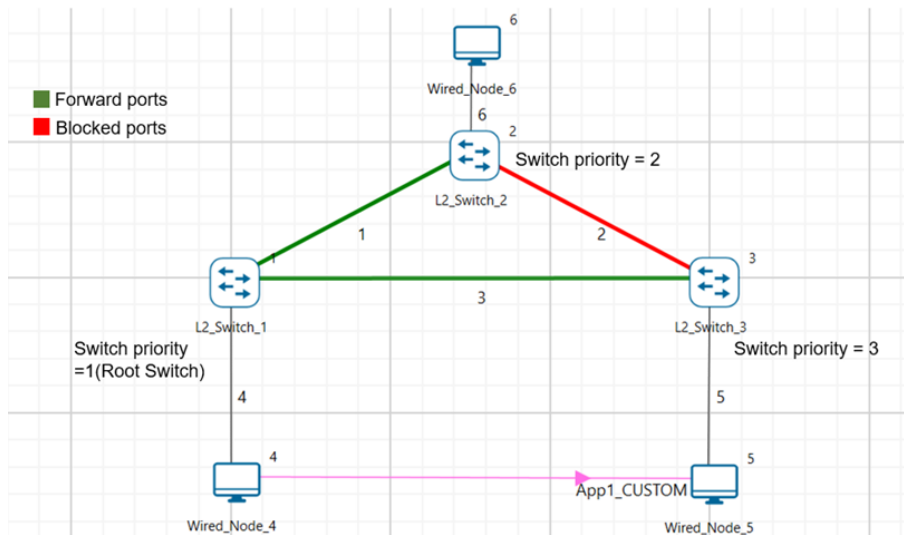 6
Wired_Node_6
Forward ports
Blocked ports
6
2
Switch priority = 2
L2_Switch_2
1
2
1
3
3
L2_Switch_1
L2_Switch_3
Switch priority
=1(Root Switch)
Switch priority = 3
4
5
4
5
App1_CUSTOM
Wired_Node_4
Wired_Node_5